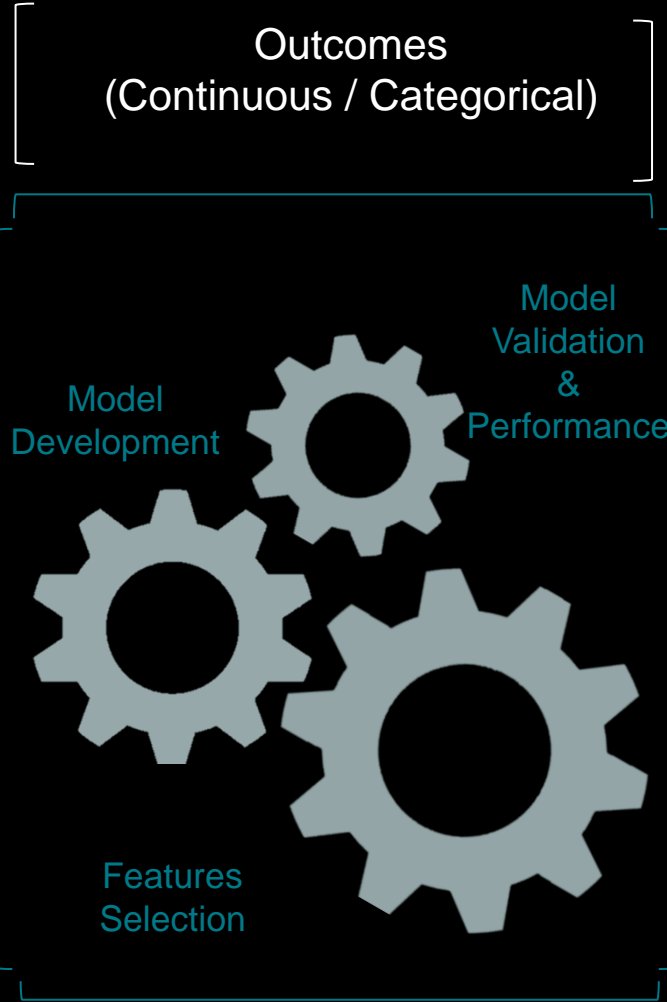 Outcomes
(Continuous / Categorical)
Model
Validation
&
Performance
Model
Development
Features
Selection